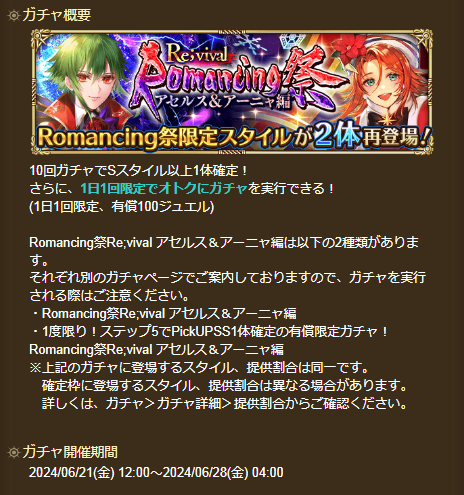 ガチャ概要
Re;vival
Romancing祭
アセルス＆アーニャ編
Romancing祭限定スタイルが2体再登場！
10回ガチャでSスタイル以上1体確定！
さらに、1日1回限定でオトクにガチャを実行できる！
(1日1回限定、有償100ジュエル)
Romancing祭Re;vival アセルス＆アーニャ編は以下の2種類がありま
す。
それぞれ別のガチャページでご案内しておりますので、ガチャを実行
される際はご注意ください。
・Romancing祭Re;vival アセルス＆アーニャ編
・1度限り！ステップ5でPickUPSS1体確定の有償限定ガチャ！
Romancing祭Re;vival アセルス＆アーニャ編
※上記のガチャに登場するスタイル、提供割合は同一です。
確定枠に登場するスタイル、提供割合は異なる場合があります。
詳しくは、ガチャ＞ガチャ詳細＞提供割合からご確認ください。
ガチャ開催期間
2024/06/21(金) 12:00～2024/06/28(金) 04:00